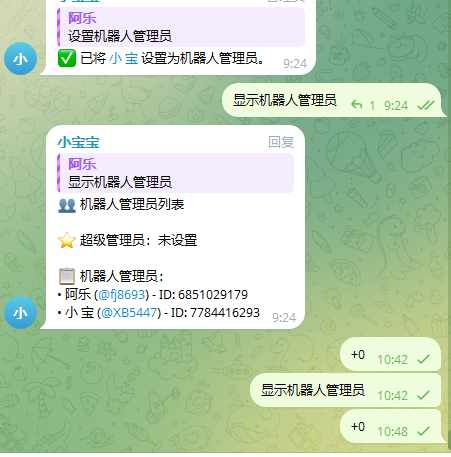 阿乐
设置机器人管理员
小
✅ 已将 小 宝 设置为机器人管理员。
9:24
显示机器人管理员 1 9:24
小宝宝 回复
阿乐
显示机器人管理员
👥 机器人管理员列表
⭐ 超级管理员：未设置
📋 机器人管理员：
• 阿乐 (@fj8693) - ID: 6851029179
• 小 宝 (@XB5447) - ID: 7784416293
9:24
小
+0 10:42
显示机器人管理员 10:42
+0 10:48